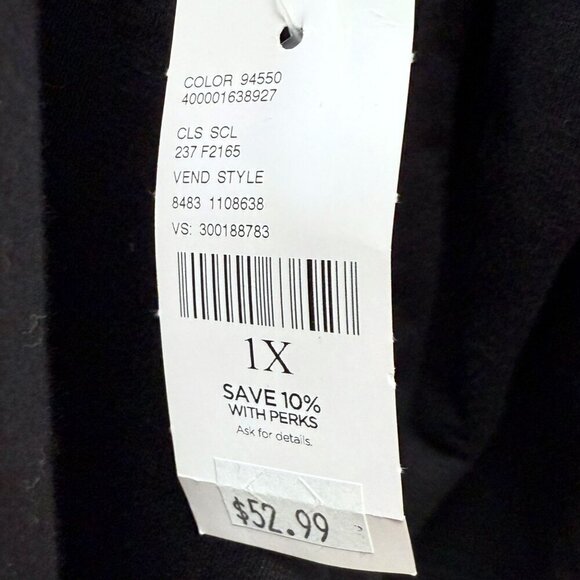 COLOR 94550
400001638927
CLS SCL
237 F2165
VEND STYLE
8483 1108638
VS: 300188783
1X
SAVE 10%
WITH PERKS
Ask for details.
$52.99